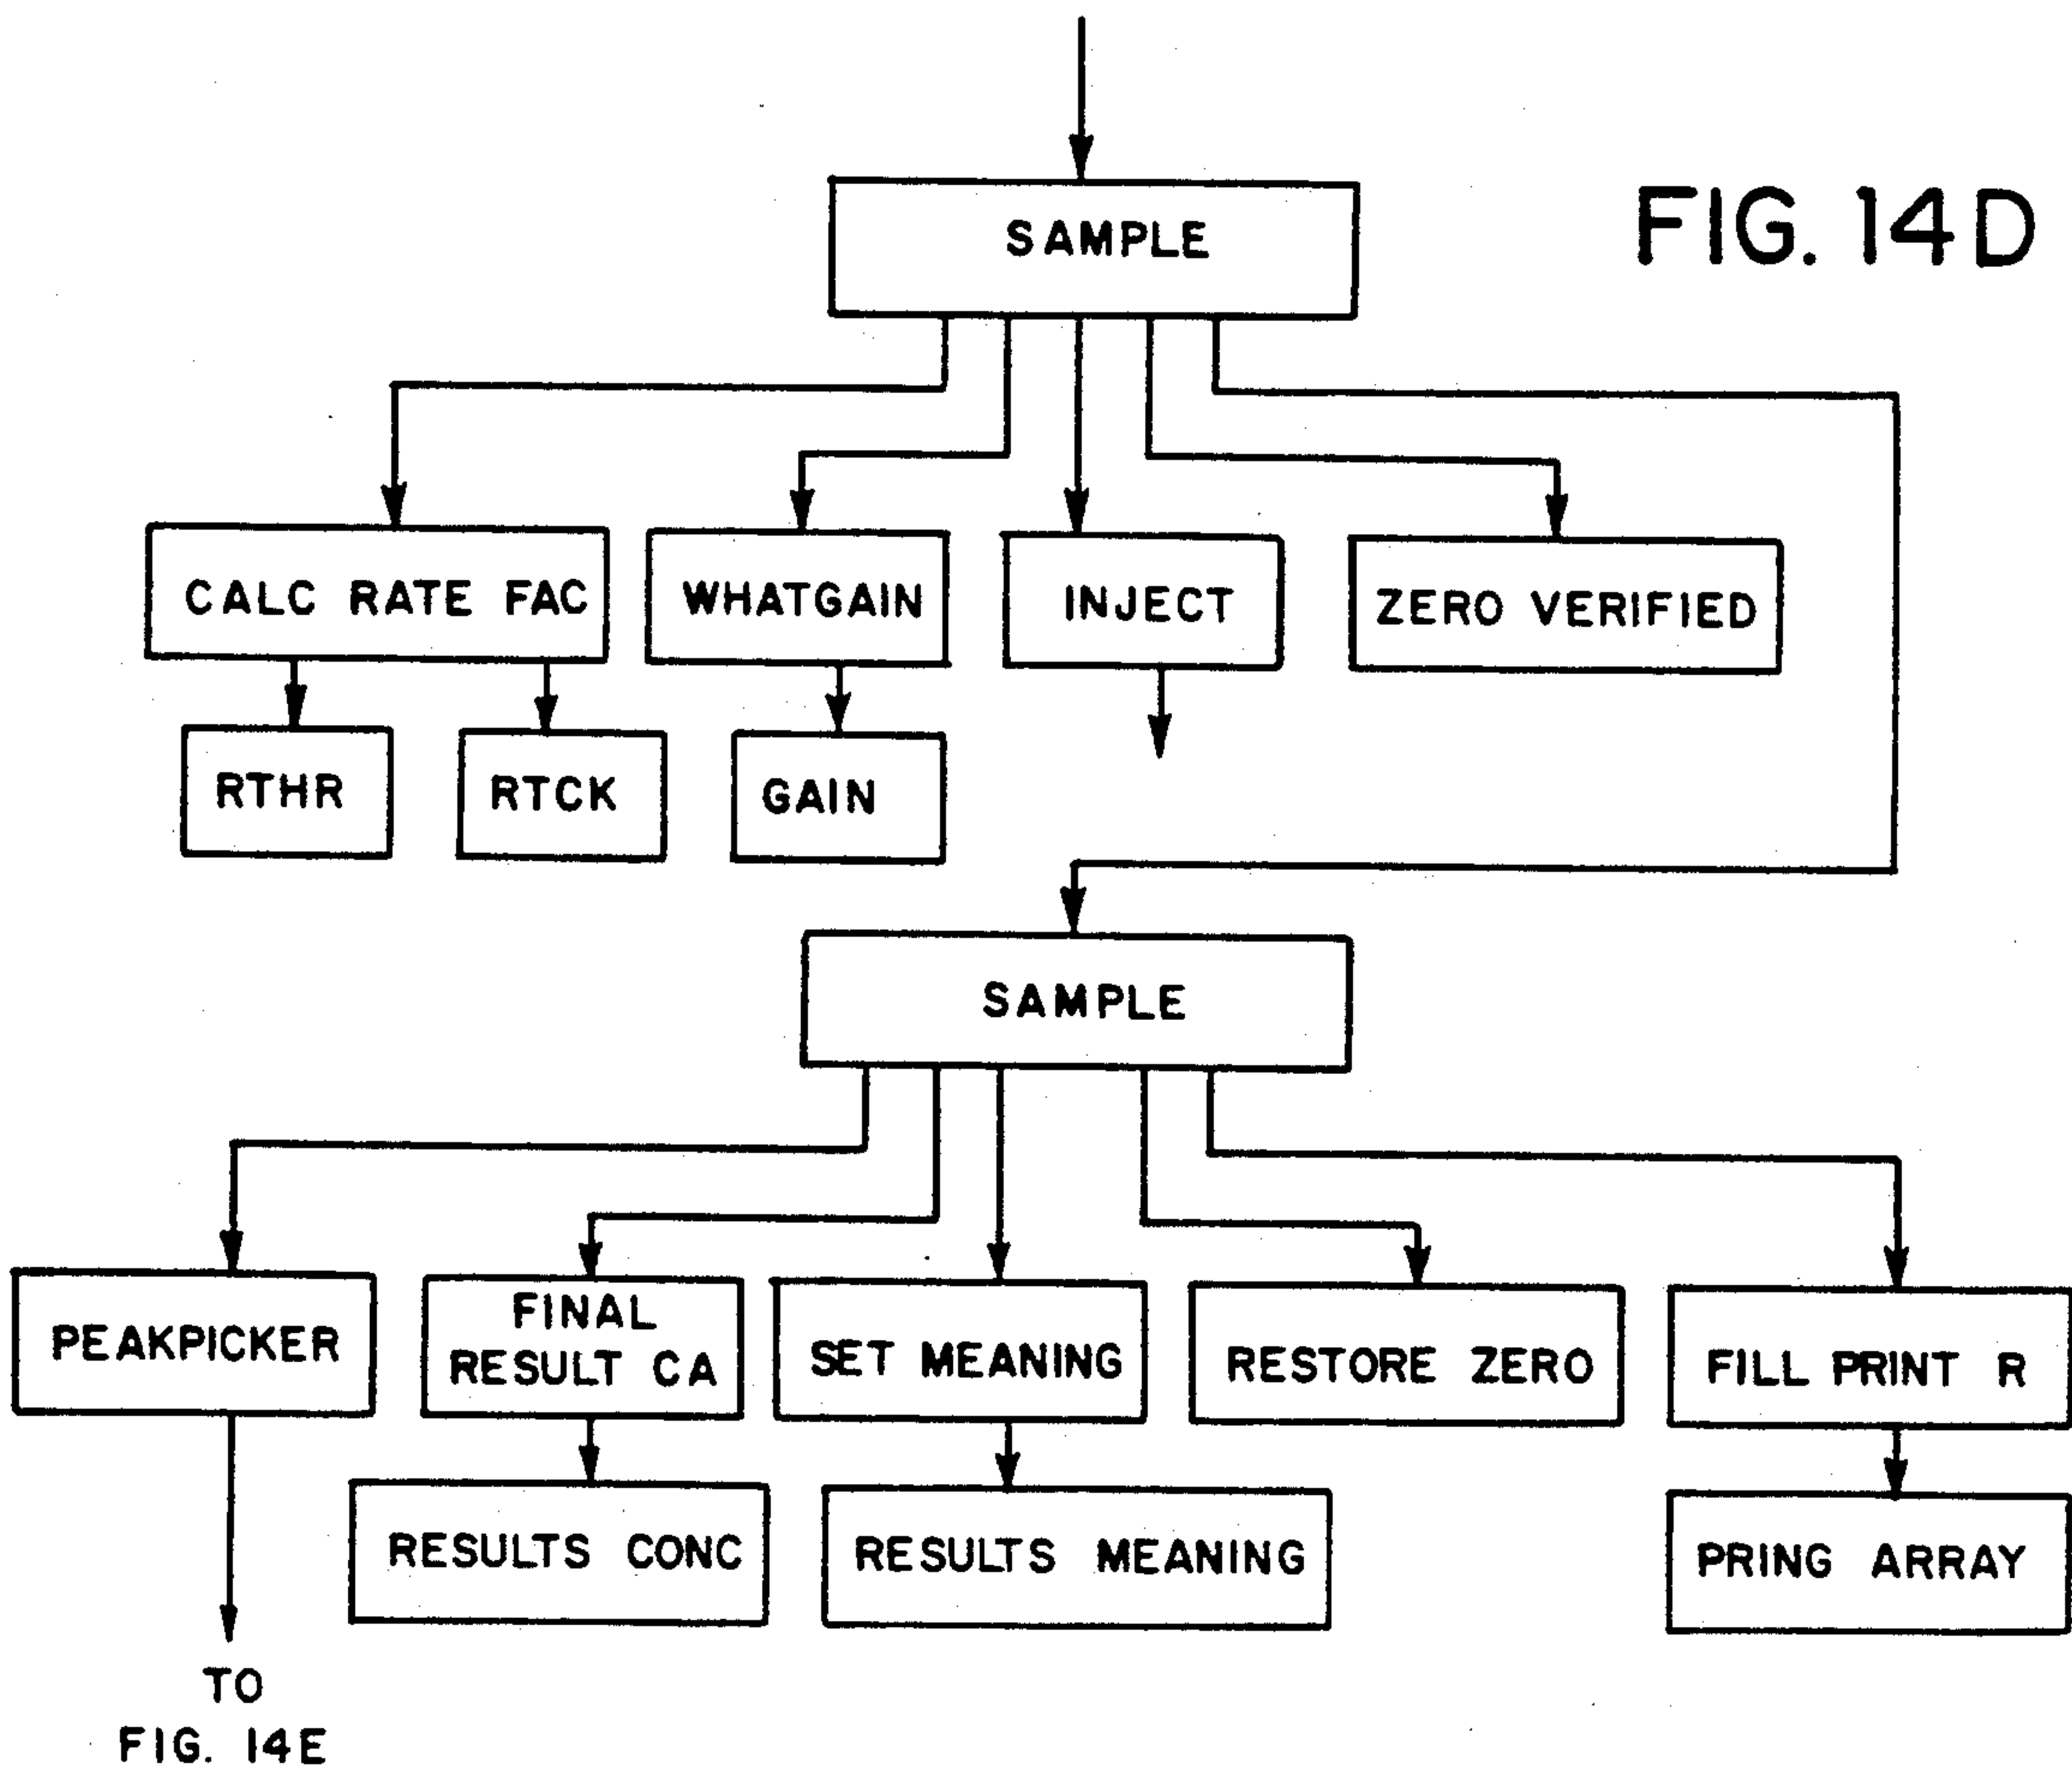 FIG. 14D
SAMPLE
CALC RATE FAC
WHATGAIN
INJECT
ZERO VERIFIED
RTHR
RTCK
GAIN
SAMPLE
PEAKPICKER
FINAL
RESULT CA
SET MEANING
RESTORE ZERO
FILL PRINT R
RESULTS CONC
RESULTS MEANING
PRING ARRAY
TO
FIG. 14E